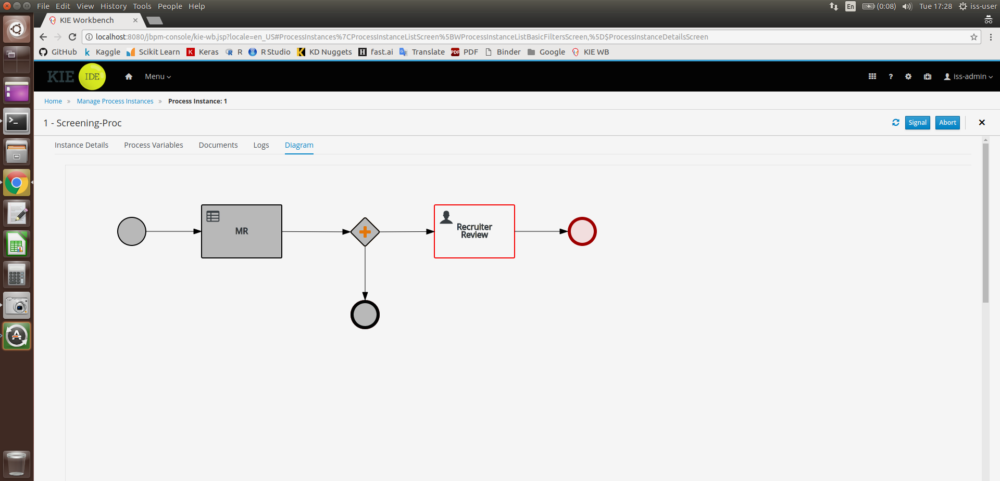 File Edit View History Tools People Help
En (0:08) Tue 17:28 iss-user
KIE Workbench
localhost:8080/jbpm-console/kie-wb.jsp?locale=en_US#ProcessInstances%7CProcessInstanceListScreen%5BWProcessInstanceListBasicFiltersScreen,%5D$ProcessInstanceDetailsScreen
GitHub Kaggle Scikit Learn Keras R R Studio KD Nuggets fast.ai Translate PDF Binder Google KIE WB
KIE IDE Menu iss-admin
Home » Manage Process Instances » Process Instance: 1
1 - Screening-Proc Signal Abort
Instance Details Process Variables Documents Logs Diagram
MR
Recruiter
Review